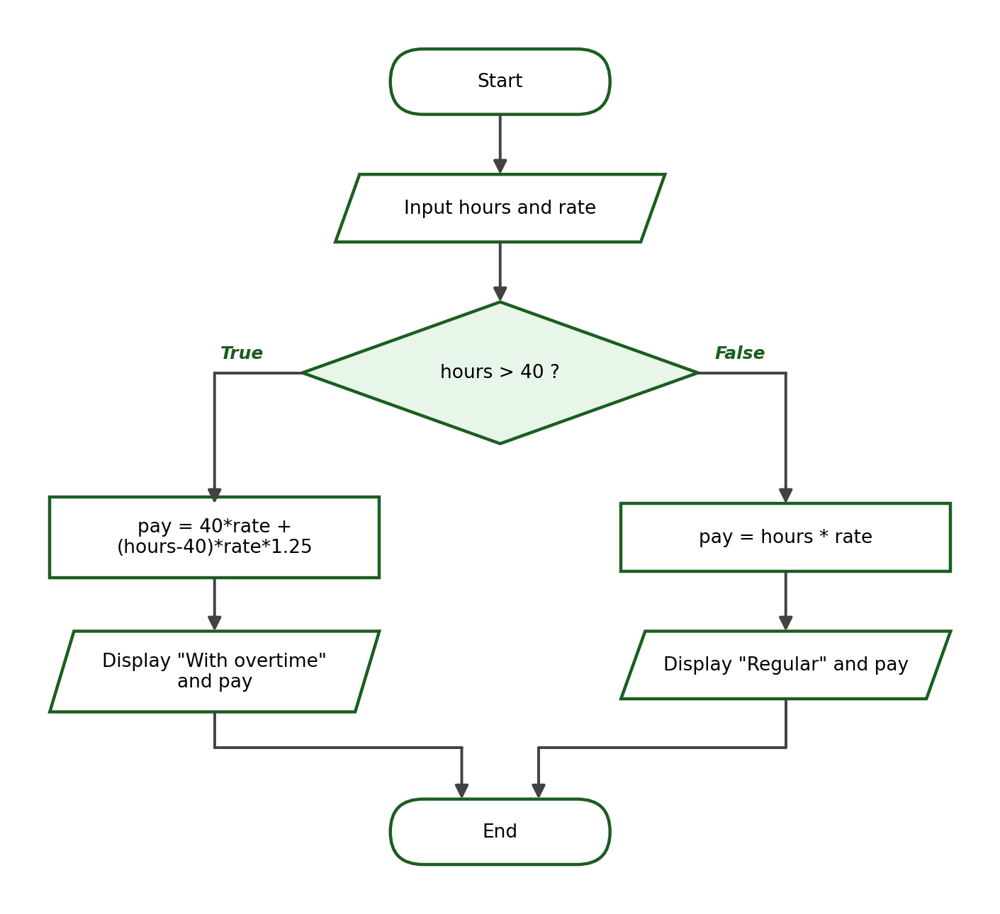 Start
Input hours and rate
True
False
hours > 40 ?
pay = 40*rate +
(hours-40)*rate*1.25
pay = hours * rate
Display "With overtime"
and pay
Display "Regular" and pay
End